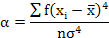 α = ∑ f(xᵢ − x̄)⁴ / nσ⁴